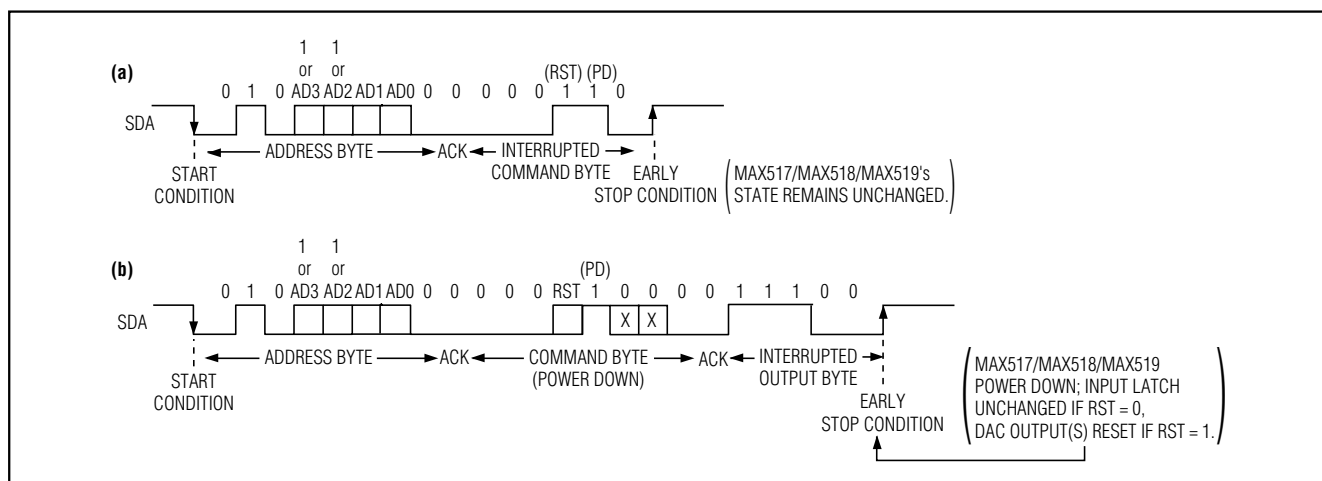 (a)
1 1
or or
(RST) (PD)
0 1 0 AD3 AD2 AD1 AD0 0 0 0 0 0 1 1 0
SDA
ADDRESS BYTE ACK INTERRUPTED
COMMAND BYTE
START
CONDITION
EARLY
STOP CONDITION
(MAX517/MAX518/MAX519's
STATE REMAINS UNCHANGED.)
(b)
1 1
or or
(PD)
0 1 0 AD3 AD2 AD1 AD0 0 0 0 0 0 RST 1 0 0 0 0 1 1 1 0 0
SDA
X X
ADDRESS BYTE ACK COMMAND BYTE
(POWER DOWN)
ACK INTERRUPTED
OUTPUT BYTE
START
CONDITION
EARLY
STOP CONDITION
(MAX517/MAX518/MAX519
POWER DOWN; INPUT LATCH
UNCHANGED IF RST = 0,
DAC OUTPUT(S) RESET IF RST = 1.)